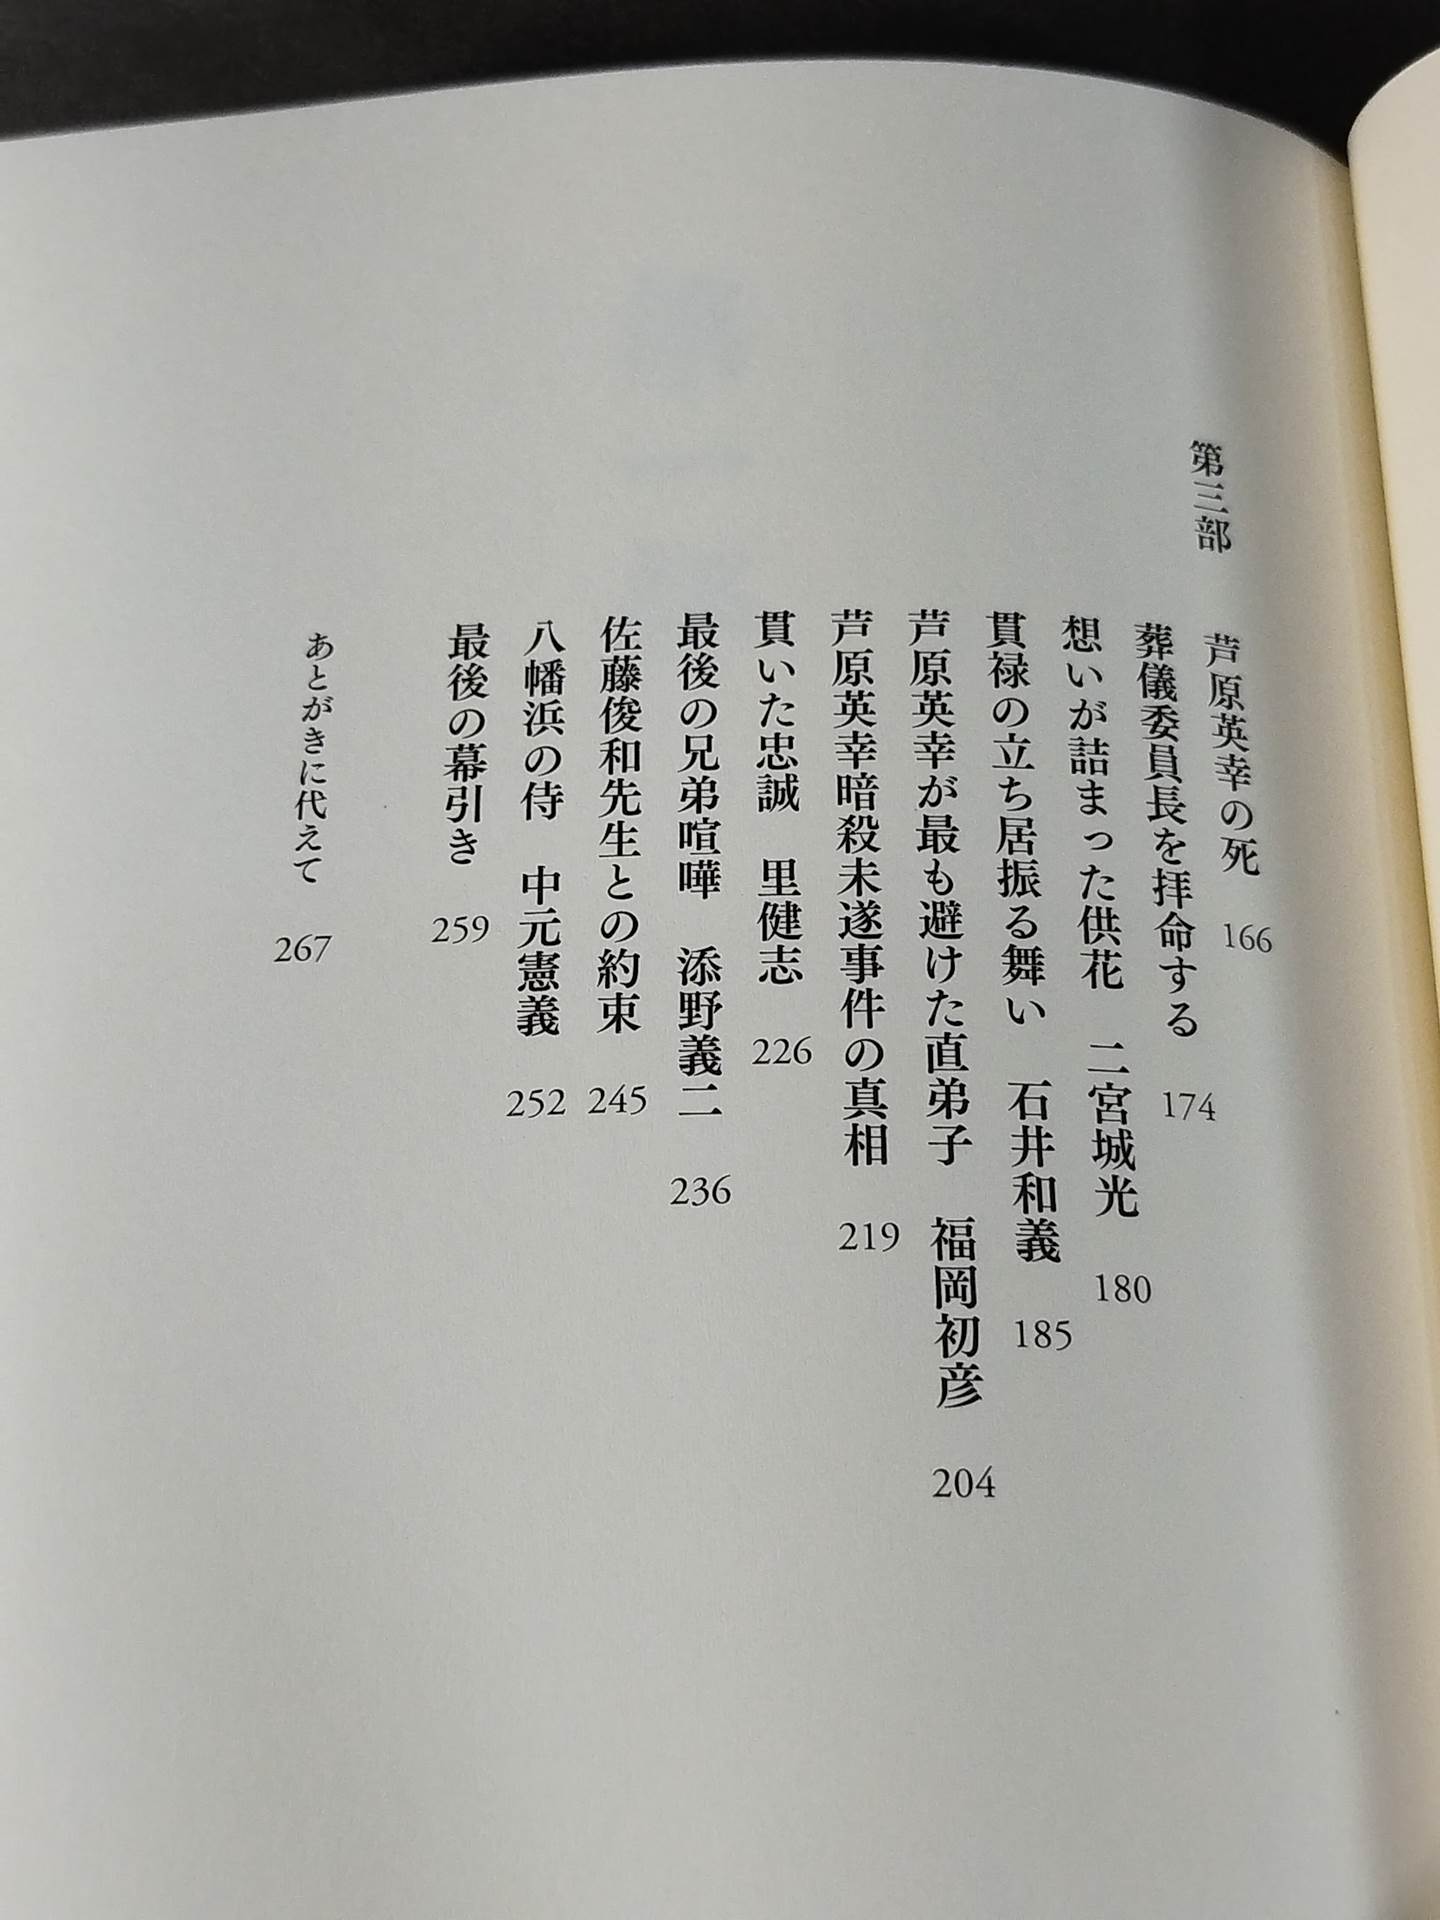 第三部
芦原英幸の死 166
葬儀委員長を拝命する 174
想いが詰まった供花 二宮城光 180
貫禄の立ち居振る舞い 石井和義 185
芦原英幸が最も避けた直弟子 福岡初彦 204
芦原英幸暗殺未遂事件の真相 219
貫いた忠誠 里健志 226
最後の兄弟喧嘩 添野義二 236
佐藤俊和先生との約束 245
八幡浜の侍 中元憲義 252
最後の幕引き 259
あとがきに代えて 267